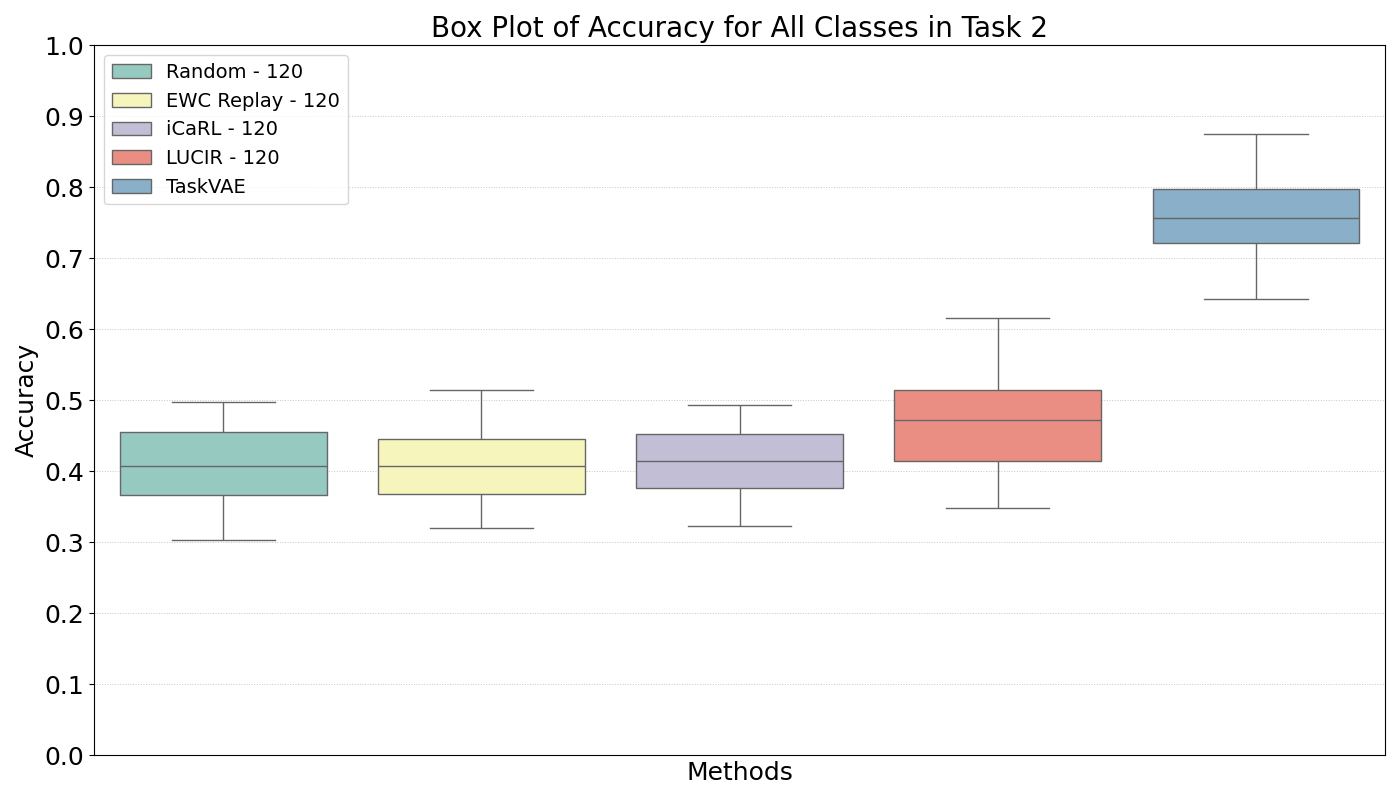 Box Plot of Accuracy for All Classes in Task 2
Random - 120
EWC Replay - 120
iCaRL - 120
LUCIR - 120
TaskVAE
1.0
0.9
0.8
0.7
0.6
0.5
0.4
0.3
0.2
0.1
0.0
Accuracy
Methods